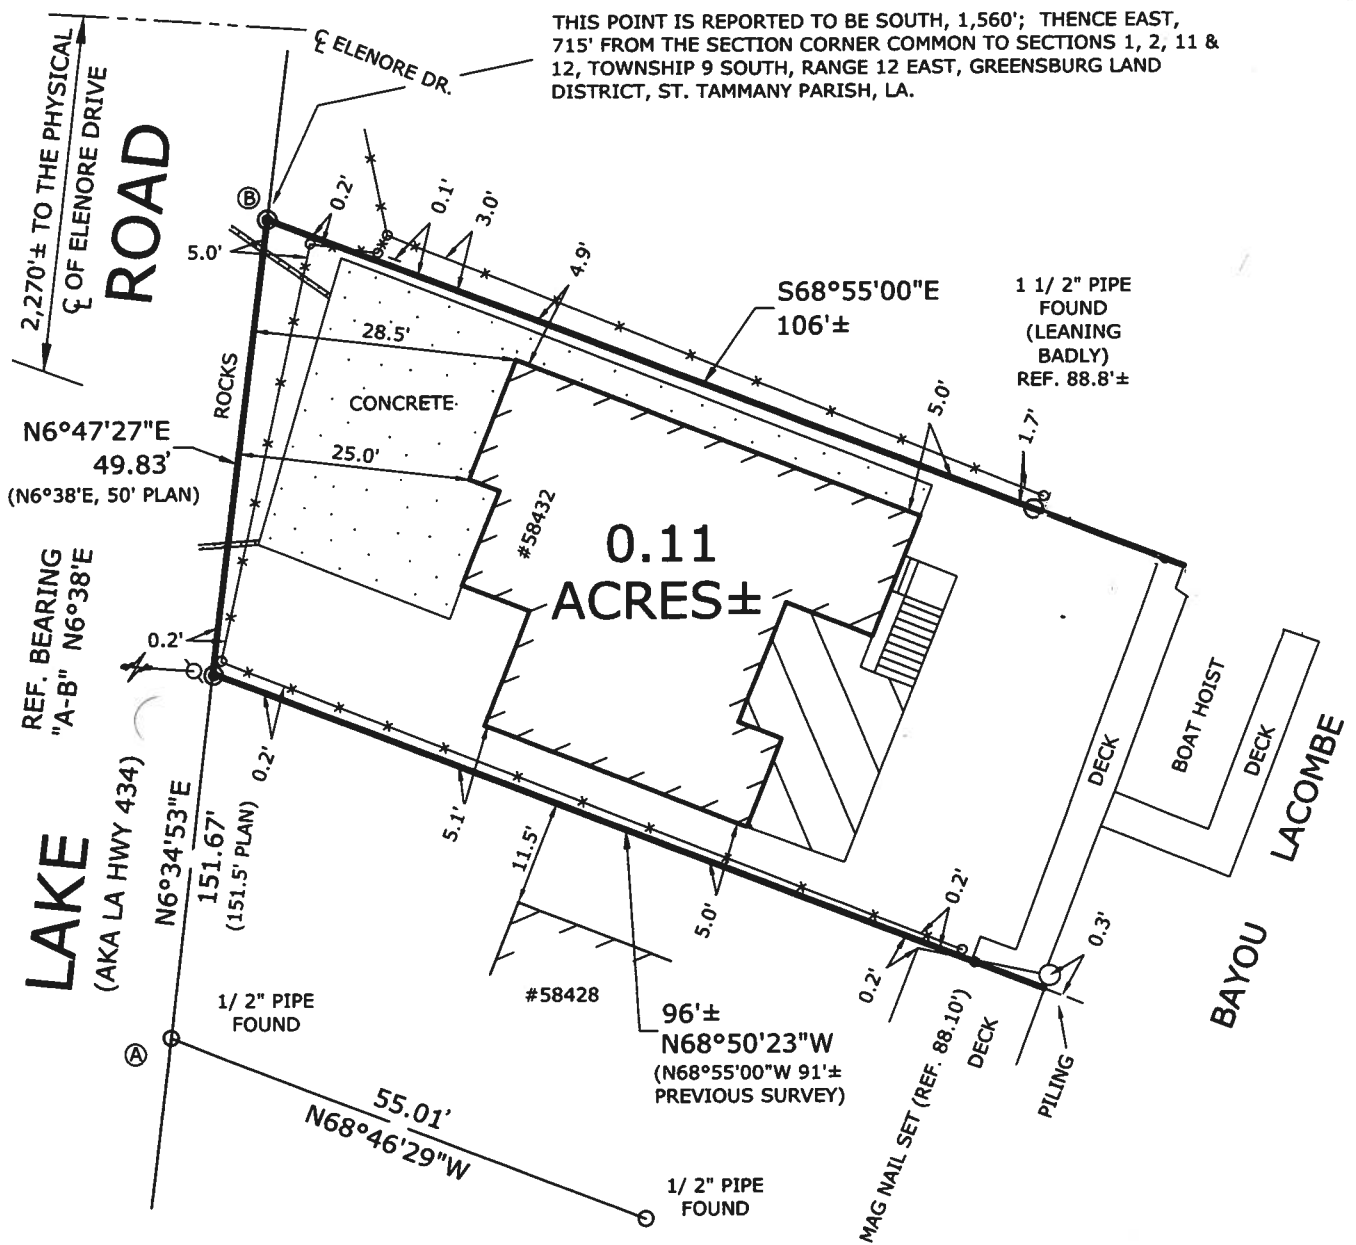 THIS POINT IS REPORTED TO BE SOUTH, 1,560'; THENCE EAST,
715' FROM THE SECTION CORNER COMMON TO SECTIONS 1, 2, 11 &
12, TOWNSHIP 9 SOUTH, RANGE 12 EAST, GREENSBURG LAND
DISTRICT, ST. TAMMANY PARISH, LA.
℄ ELENORE DR.
2,270'± TO THE PHYSICAL
℄ OF ELENORE DRIVE
ROAD
B
5.0'
0.2'
0.1'
3.0'
4.9'
S68°55'00"E
106'±
1 1/ 2" PIPE
FOUND
(LEANING
BADLY)
REF. 88.8'±
28.5'
ROCKS
CONCRETE
5.0'
1.7'
N6°47'27"E
49.83'
(N6°38'E, 50' PLAN)
25.0'
#58432
0.11
ACRES±
REF. BEARING
"A-B" N6°38'E
0.2'
0.2'
BOAT HOIST
DECK
DECK
LACOMBE
BAYOU
LAKE
(AKA LA HWY 434)
N6°34'53"E
151.67'
(151.5' PLAN)
5.1'
11.5'
5.0'
0.2'
0.2'
0.3'
#58428
1/ 2" PIPE
FOUND
A
96'±
N68°50'23"W
(N68°55'00"W 91'±
PREVIOUS SURVEY)
MAG NAIL SET (REF. 88.10')
DECK
PILING
55.01'
N68°46'29"W
1/ 2" PIPE
FOUND